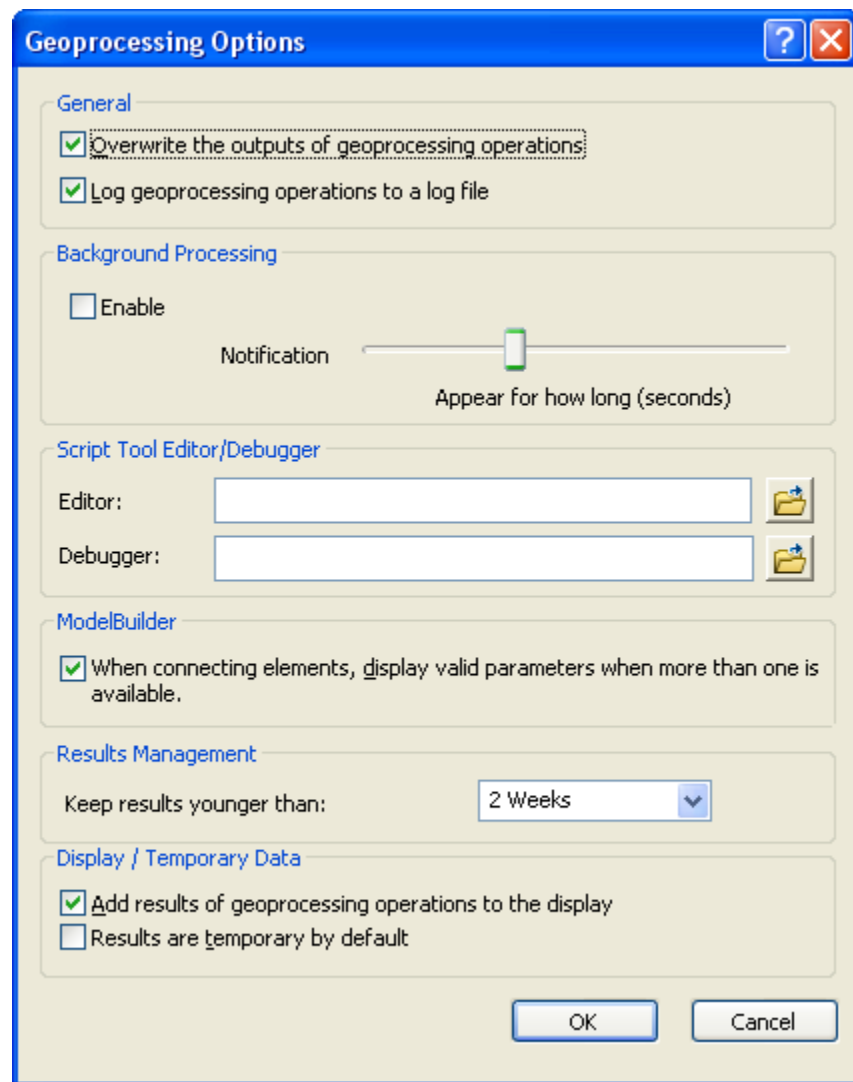 Geoprocessing Options
General
Overwrite the outputs of geoprocessing operations
Log geoprocessing operations to a log file
Background Processing
Enable
Notification
Appear for how long (seconds)
Script Tool Editor/Debugger
Editor:
Debugger:
ModelBuilder
When connecting elements, display valid parameters when more than one is
available.
Results Management
Keep results younger than:
2 Weeks
Display / Temporary Data
Add results of geoprocessing operations to the display
Results are temporary by default
OK
Cancel